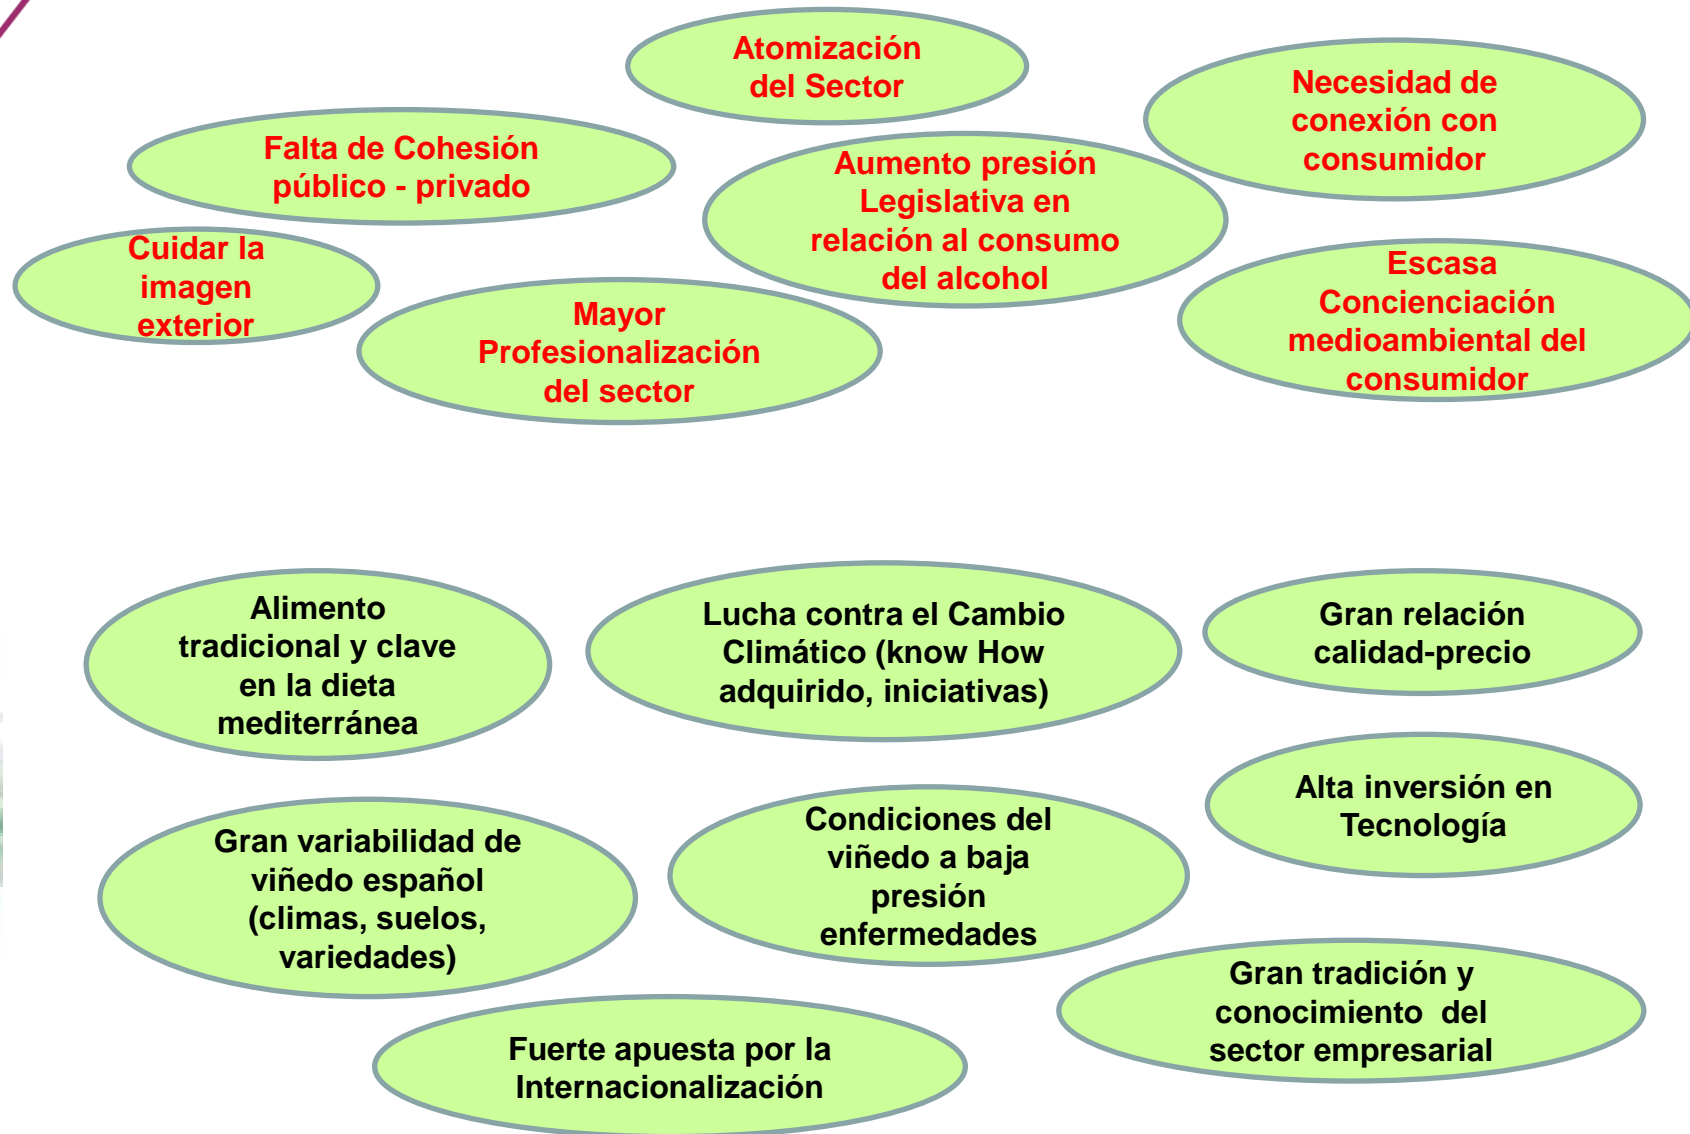 Atomización
del Sector
Necesidad de
conexión con
consumidor
Falta de Cohesión
público - privado
Aumento presión
Legislativa en
relación al consumo
del alcohol
Cuidar la
imagen
exterior
Escasa
Concienciación
medioambiental del
consumidor
Mayor
Profesionalización
del sector
Alimento
tradicional y clave
en la dieta
mediterránea
Lucha contra el Cambio
Climático (know How
adquirido, iniciativas)
Gran relación
calidad-precio
Alta inversión en
Tecnología
Gran variabilidad de
viñedo español
(climas, suelos,
variedades)
Condiciones del
viñedo a baja
presión
enfermedades
Gran tradición y
conocimiento  del
sector empresarial
Fuerte apuesta por la
Internacionalización